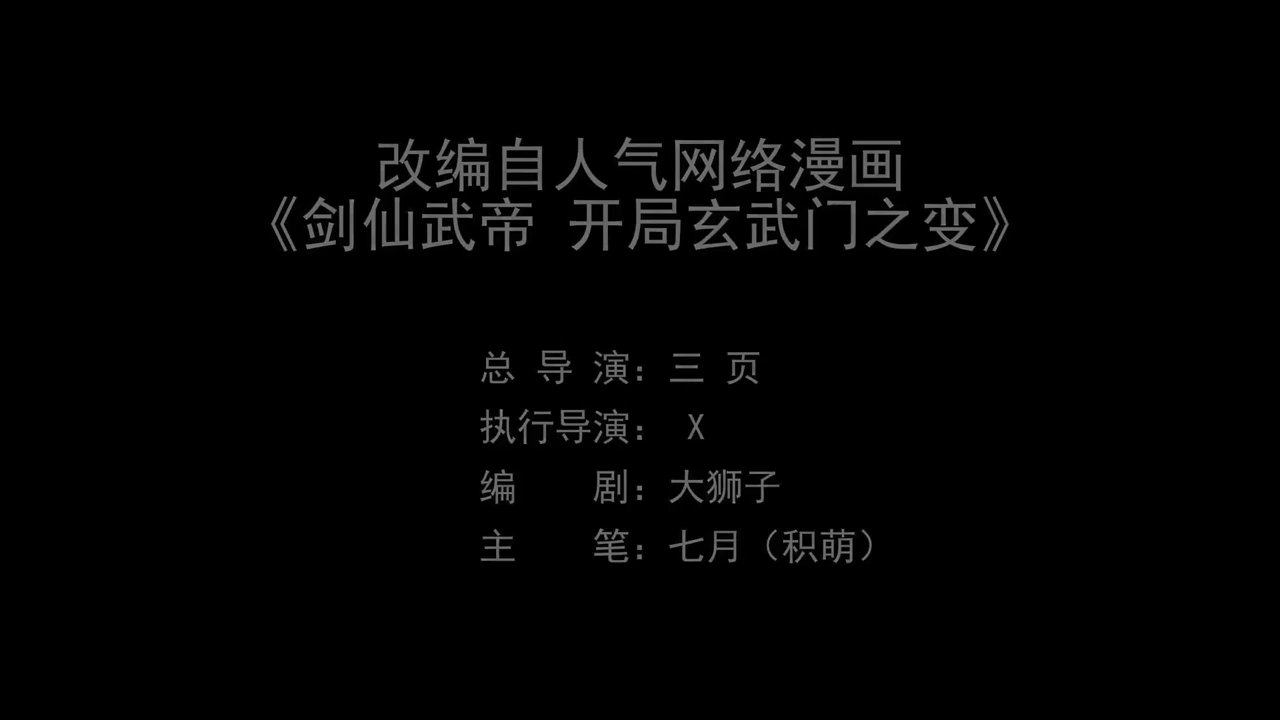 改编自人气网络漫画
《剑仙武帝 开局玄武门之变》
总 导 演：三 页
执行导演： X
编　　剧：大狮子
主　　笔：七月（积萌）